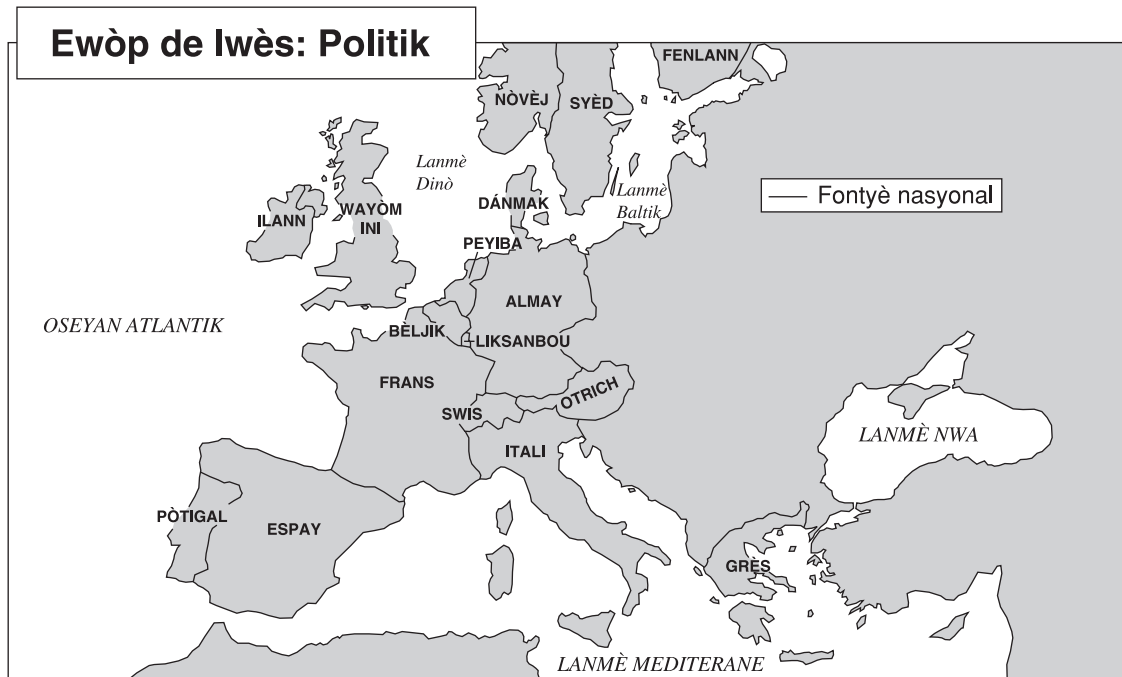 Ewòp de lwès: Politik
FENLANN
NÒVÈJ
SYÈD
Lanmè
Dinò
Lanmè
Baltik
Fontyè nasyonal
ILANN
WAYÒM
INI
DÁNMAK
PEYIBA
ALMAY
OSEYAN ATLANTIK
BÈLJIK
LIKSANBOU
FRANS
OTRICH
SWIS
ITALI
LANMÈ NWA
PÒTIGAL
ESPAY
GRÈS
LANMÈ MEDITERANE